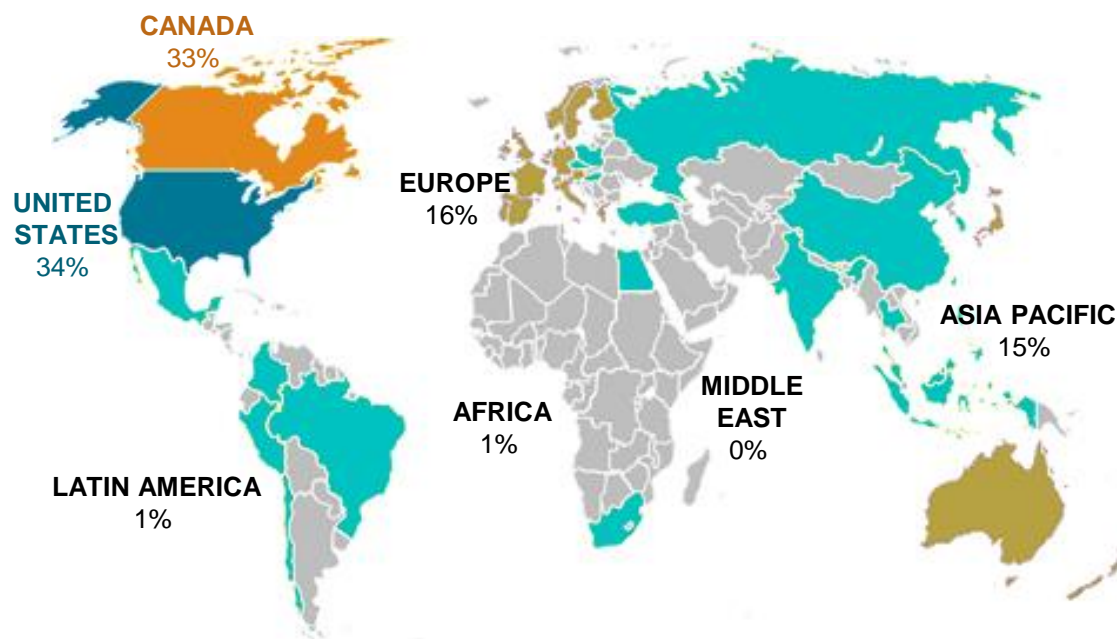 CANADA
33%
UNITED
STATES
34%
EUROPE
16%
ASIA PACIFIC
15%
MIDDLE
EAST
0%
AFRICA
1%
LATIN AMERICA
1%